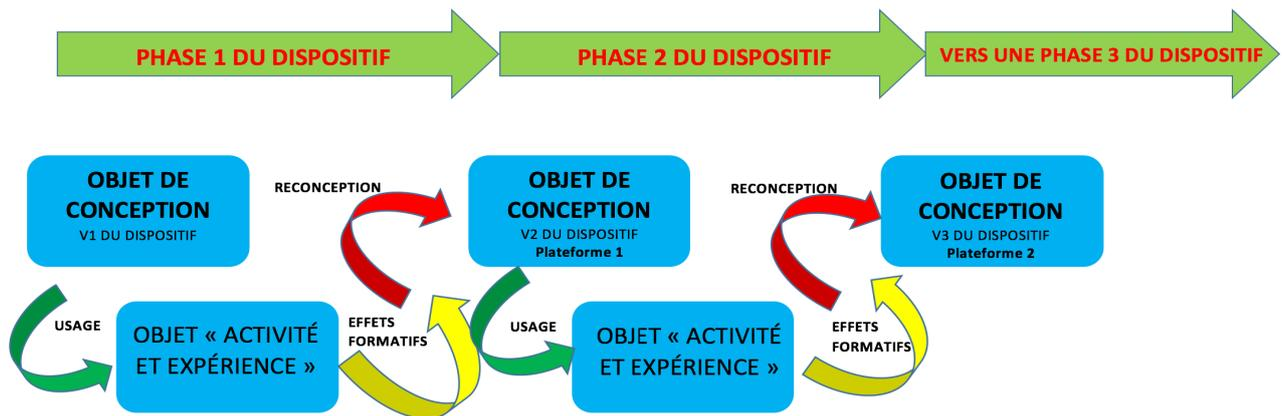 PHASE 1 DU DISPOSITIF
PHASE 2 DU DISPOSITIF
VERS UNE PHASE 3 DU DISPOSITIF
OBJET DE
CONCEPTION
V1 DU DISPOSITIF
RECONCEPTION
OBJET DE
CONCEPTION
V2 DU DISPOSITIF
Plateforme 1
RECONCEPTION
OBJET DE
CONCEPTION
V3 DU DISPOSITIF
Plateforme 2
USAGE
OBJET « ACTIVITÉ
ET EXPÉRIENCE »
EFFETS
FORMATIFS
USAGE
OBJET « ACTIVITÉ
ET EXPÉRIENCE »
EFFETS
FORMATIFS